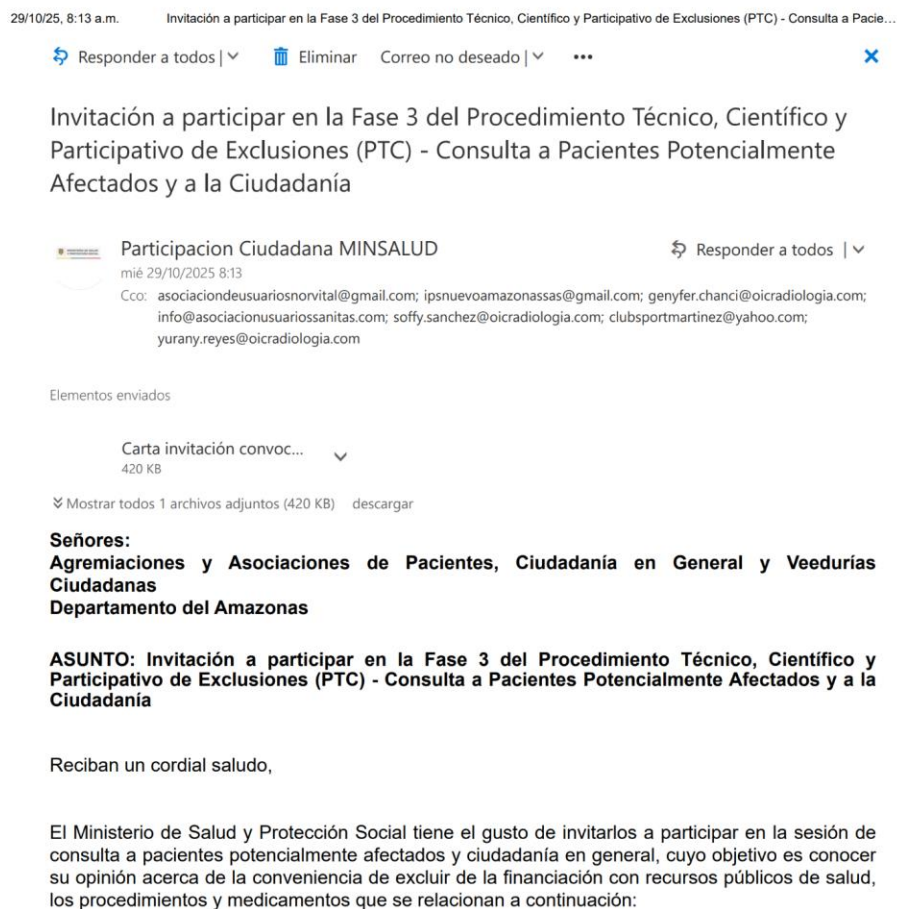 29/10/25, 8:13 a.m. Invitación a participar en la Fase 3 del Procedimiento Técnico, Científico y Participativo de Exclusiones (PTC) - Consulta a Pacie...
Responder a todos | Eliminar Correo no deseado | ...
Invitación a participar en la Fase 3 del Procedimiento Técnico, Científico y
Participativo de Exclusiones (PTC) - Consulta a Pacientes Potencialmente
Afectados y a la Ciudadanía
Participacion Ciudadana MINSALUD Responder a todos |
mié 29/10/2025 8:13
Cco: asociaciondeusuariosnorvital@gmail.com; ipsnuevoamazonassas@gmail.com; genyfer.chanci@oicradiologia.com;
info@asociacionusuariossanitas.com; soffy.sanchez@oicradiologia.com; clubsportmartinez@yahoo.com;
yurany.reyes@oicradiologia.com
Elementos enviados
Carta invitación convoc...
420 KB
Mostrar todos 1 archivos adjuntos (420 KB) descargar
Señores:
Agremiaciones y Asociaciones de Pacientes, Ciudadanía en General y Veedurías
Ciudadanas
Departamento del Amazonas
ASUNTO: Invitación a participar en la Fase 3 del Procedimiento Técnico, Científico y
Participativo de Exclusiones (PTC) - Consulta a Pacientes Potencialmente Afectados y a la
Ciudadanía
Reciban un cordial saludo,
El Ministerio de Salud y Protección Social tiene el gusto de invitarlos a participar en la sesión de
consulta a pacientes potencialmente afectados y ciudadanía en general, cuyo objetivo es conocer
su opinión acerca de la conveniencia de excluir de la financiación con recursos públicos de salud,
los procedimientos y medicamentos que se relacionan a continuación: